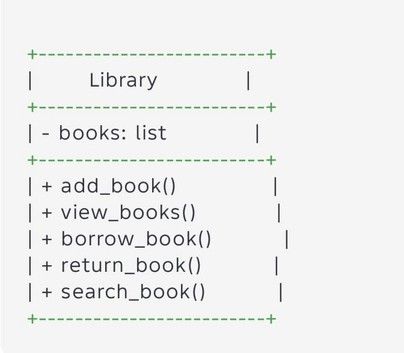 +------------------------+
| Library |
+------------------------+
| - books: list |
+------------------------+
| + add_book() |
| + view_books() |
| + borrow_book() |
| + return_book() |
| + search_book() |
+------------------------+